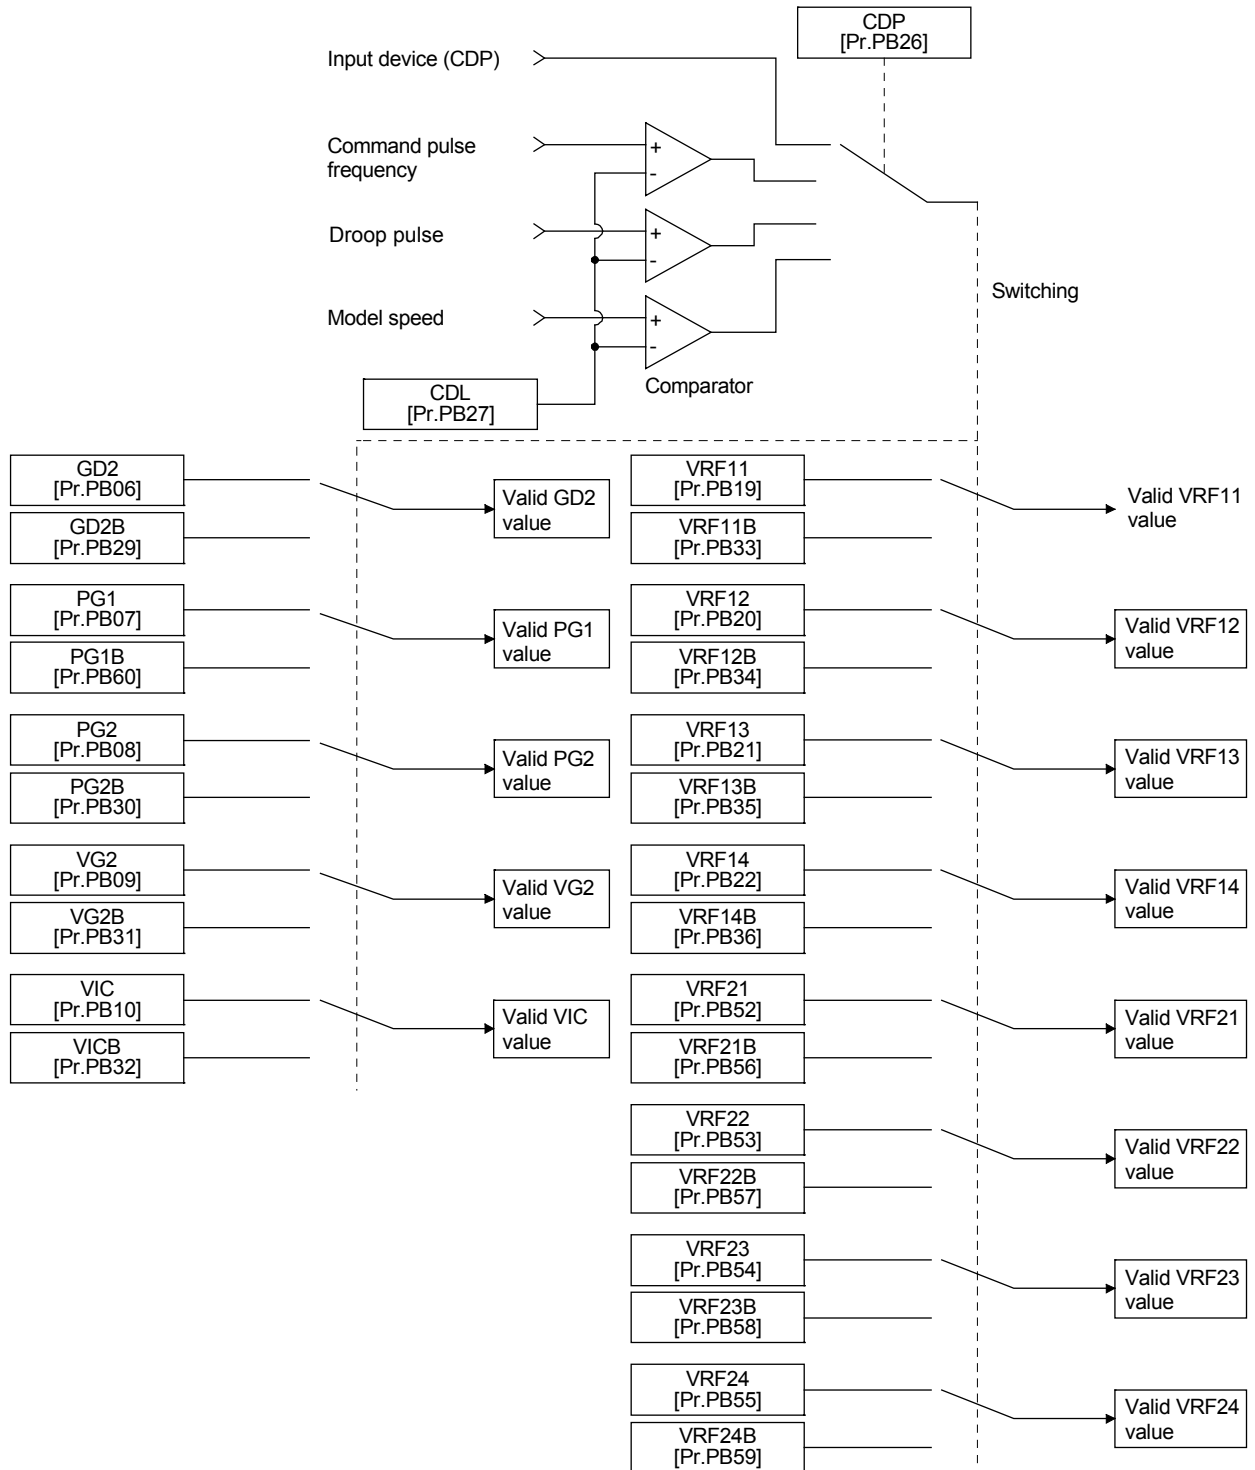 CDP
[Pr.PB26]
Input device (CDP)
Command pulse
frequency
+
-
Droop pulse
+
-
Switching
Model speed
+
-
Comparator
CDL
[Pr.PB27]
GD2
[Pr.PB06]
Valid GD2
value
GD2B
[Pr.PB29]
PG1
[Pr.PB07]
Valid PG1
value
PG1B
[Pr.PB60]
PG2
[Pr.PB08]
Valid PG2
value
PG2B
[Pr.PB30]
VG2
[Pr.PB09]
Valid VG2
value
VG2B
[Pr.PB31]
VIC
[Pr.PB10]
Valid VIC
value
VICB
[Pr.PB32]
VRF11
[Pr.PB19]
Valid VRF11
value
VRF11B
[Pr.PB33]
VRF12
[Pr.PB20]
Valid VRF12
value
VRF12B
[Pr.PB34]
VRF13
[Pr.PB21]
Valid VRF13
value
VRF13B
[Pr.PB35]
VRF14
[Pr.PB22]
Valid VRF14
value
VRF14B
[Pr.PB36]
VRF21
[Pr.PB52]
Valid VRF21
value
VRF21B
[Pr.PB56]
VRF22
[Pr.PB53]
Valid VRF22
value
VRF22B
[Pr.PB57]
VRF23
[Pr.PB54]
Valid VRF23
value
VRF23B
[Pr.PB58]
VRF24
[Pr.PB55]
Valid VRF24
value
VRF24B
[Pr.PB59]